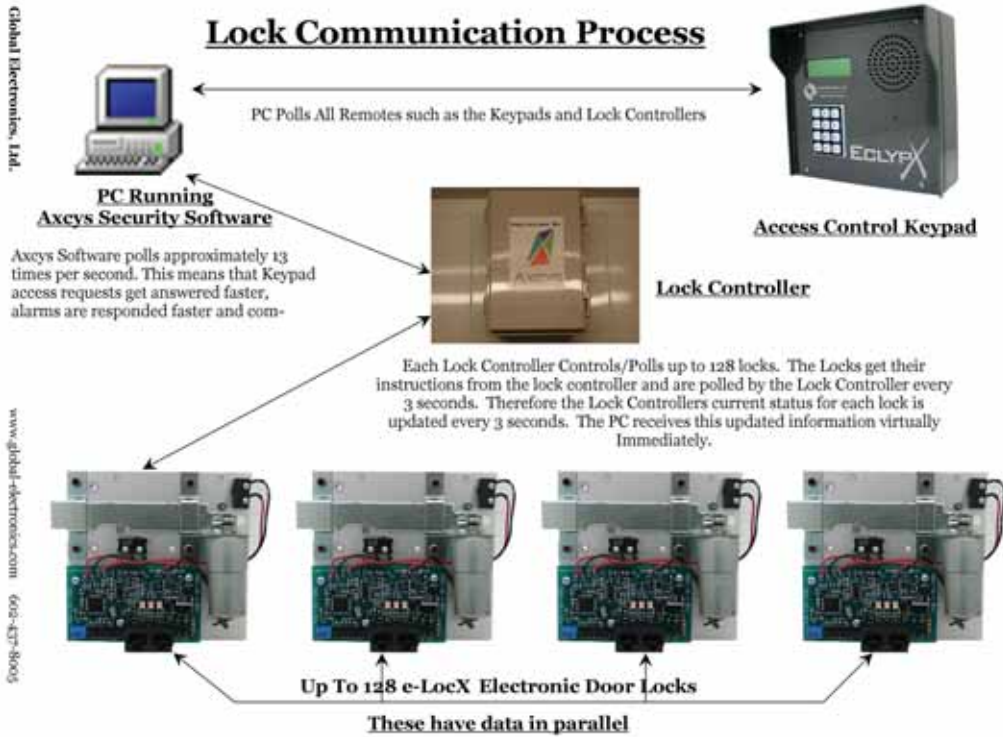 Lock Communication Process
Global Electronics, Ltd.
PC Polls All Remotes such as the Keypads and Lock Controllers
ECLYPX
PC Running
Axcys Security Software
Access Control Keypad
Axcys Software polls approximately 13
times per second. This means that Keypad
access requests get answered faster,
alarms are responded faster and com-
Lock Controller
Each Lock Controller Controls/Polls up to 128 locks. The Locks get their
instructions from the lock controller and are polled by the Lock Controller every
3 seconds. Therefore the Lock Controllers current status for each lock is
updated every 3 seconds. The PC receives this updated information virtually
Immediately.
www.global-electronics.com 602-437-8005
Up To 128 e-LocX Electronic Door Locks
These have data in parallel